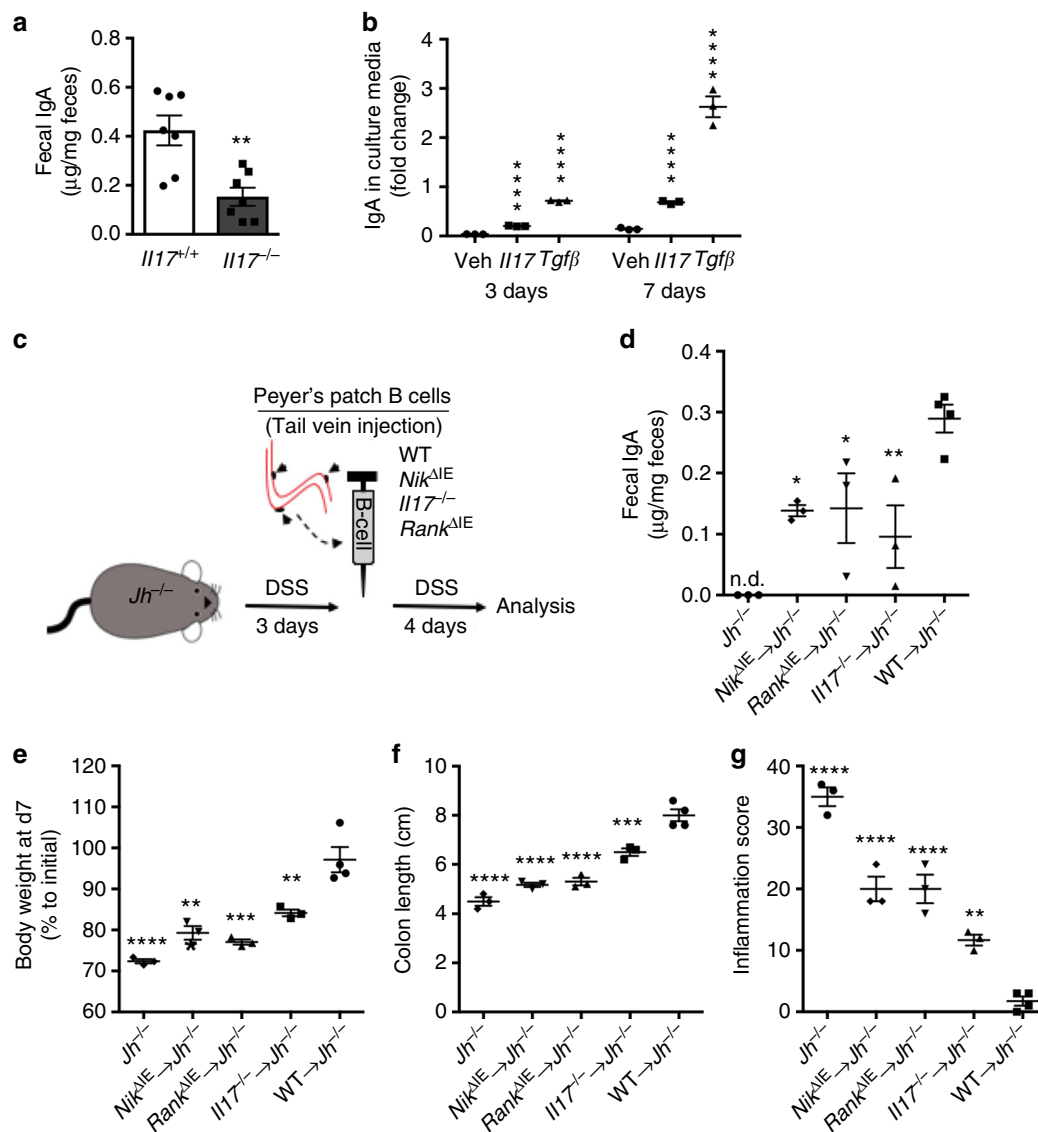 a
Fecal IgA
(μg/mg feces)
0.8
0.6
0.4
0.2
0.0
**
Il17+/+
Il17–/–
b
IgA in culture media
(fold change)
4
3
2
1
0
****
****
****
****
Veh Il17 Tgfβ
Veh Il17 Tgfβ
3 days
7 days
c
Peyer's patch B cells
(Tail vein injection)
WT
NikΔIE
Il17–/–
RankΔIE
B-cell
Jh–/–
DSS
3 days
DSS
4 days
Analysis
d
Fecal IgA
(μg/mg feces)
0.4
0.3
0.2
0.1
0.0
n.d.
*
*
**
Jh–/–
NikΔIE→Jh–/–
RankΔIE→Jh–/–
Il17–/–→Jh–/–
WT→Jh–/–
e
Body weight at d7
(% to initial)
120
110
100
90
80
70
60
****
**
***
**
Jh–/–
NikΔIE→Jh–/–
RankΔIE→Jh–/–
Il17–/–→Jh–/–
WT→Jh–/–
f
Colon length (cm)
10
8
6
4
2
0
****
****
****
***
Jh–/–
NikΔIE→Jh–/–
RankΔIE→Jh–/–
Il17–/–→Jh–/–
WT→Jh–/–
g
Inflammation score
40
30
20
10
0
****
****
****
**
Jh–/–
NikΔIE→Jh–/–
RankΔIE→Jh–/–
Il17–/–→Jh–/–
WT→Jh–/–